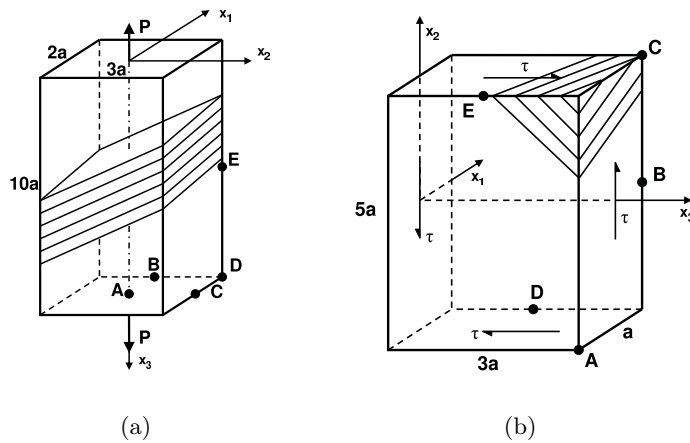 P
x₁
2a
3a
x₂
10a
E
B
D
A
C
P
x₃
(a)
x₂
C
τ
E
x₁
B
5a
τ
τ
x₃
D
τ
a
3a
A
(b)